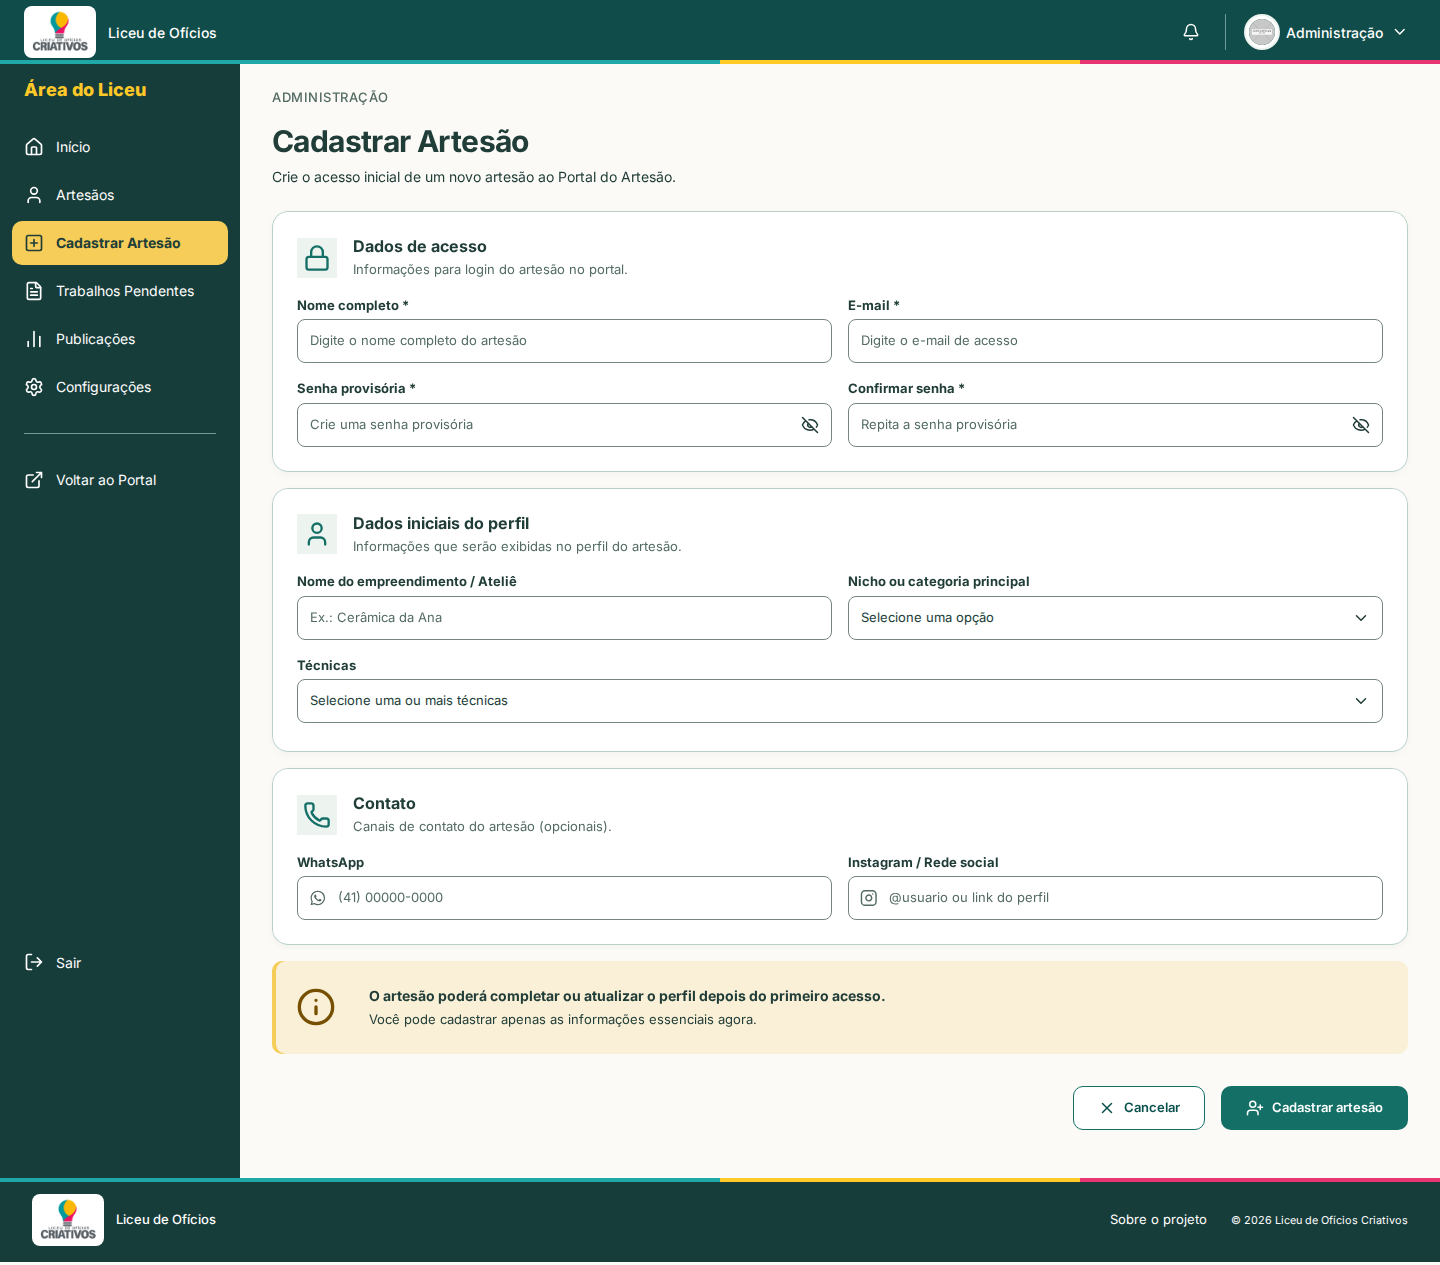 LICEU DE OFÍCIOS
CRIATIVOS
Liceu de Ofícios
Administração
Área do Liceu
Início
Artesãos
Cadastrar Artesão
Trabalhos Pendentes
Publicações
Configurações
Voltar ao Portal
Sair
ADMINISTRAÇÃO
Cadastrar Artesão
Crie o acesso inicial de um novo artesão ao Portal do Artesão.
Dados de acesso
Informações para login do artesão no portal.
Nome completo *
Digite o nome completo do artesão
E-mail *
Digite o e-mail de acesso
Senha provisória *
Crie uma senha provisória
Confirmar senha *
Repita a senha provisória
Dados iniciais do perfil
Informações que serão exibidas no perfil do artesão.
Nome do empreendimento / Ateliê
Ex.: Cerâmica da Ana
Nicho ou categoria principal
Selecione uma opção
Técnicas
Selecione uma ou mais técnicas
Contato
Canais de contato do artesão (opcionais).
WhatsApp
(41) 00000-0000
Instagram / Rede social
@usuario ou link do perfil
O artesão poderá completar ou atualizar o perfil depois do primeiro acesso.
Você pode cadastrar apenas as informações essenciais agora.
Cancelar
Cadastrar artesão
LICEU DE OFÍCIOS
CRIATIVOS
Liceu de Ofícios
Sobre o projeto
© 2026 Liceu de Ofícios Criativos